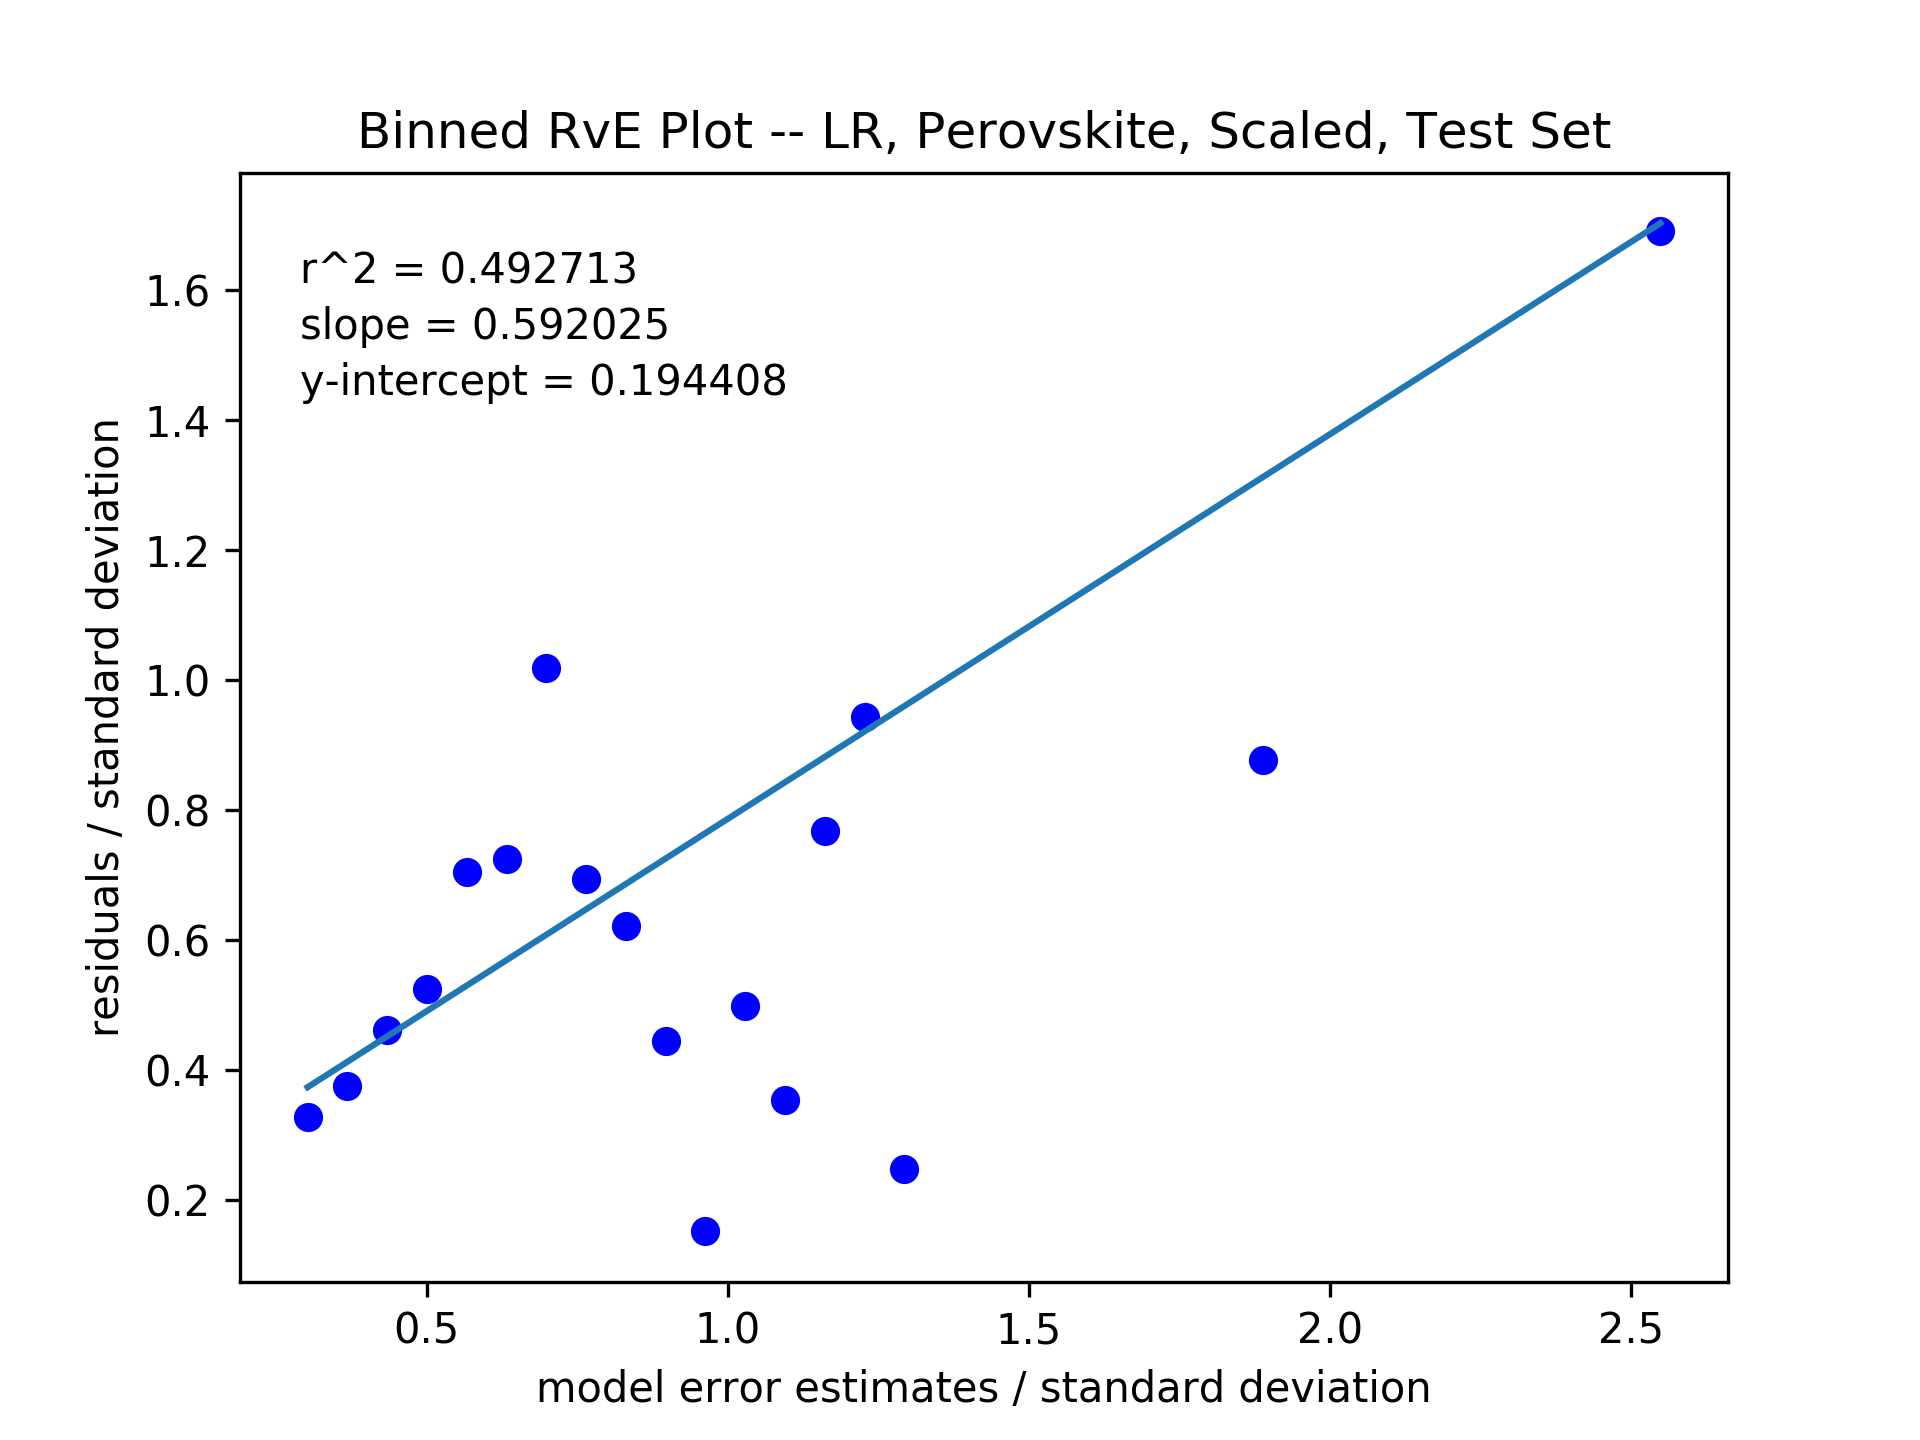 Binned RvE Plot -- LR, Perovskite, Scaled, Test Set
r^2 = 0.492713
slope = 0.592025
y-intercept = 0.194408
residuals / standard deviation
1.6
1.4
1.2
1.0
0.8
0.6
0.4
0.2
0.5 1.0 1.5 2.0 2.5
model error estimates / standard deviation